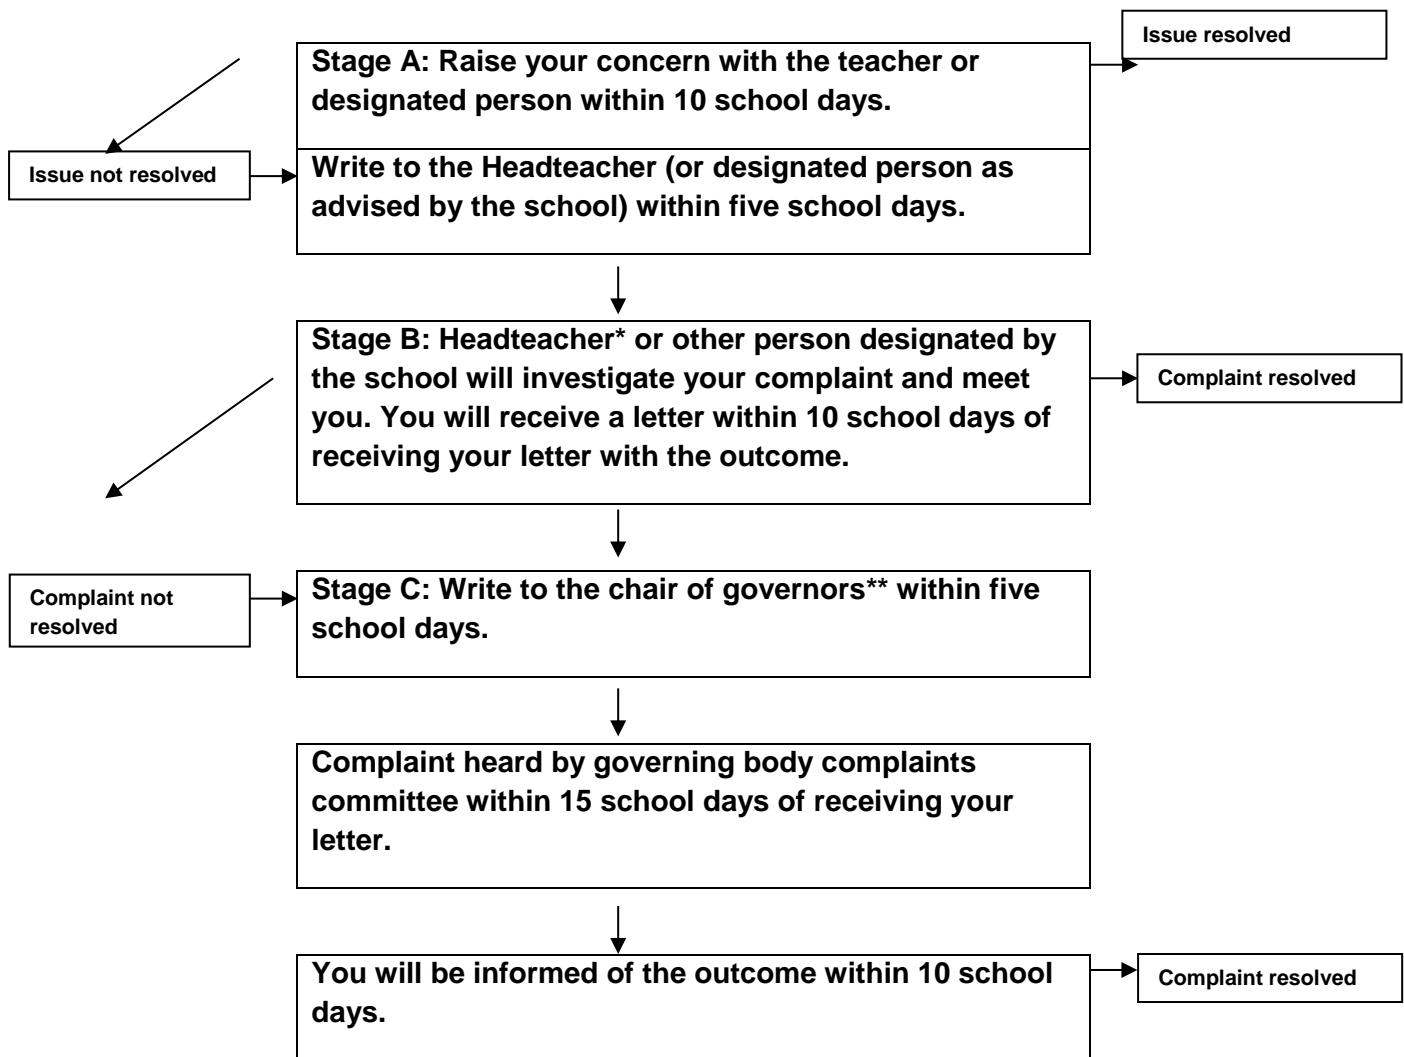 Issue resolved
Stage A: Raise your concern with the teacher or
designated person within 10 school days.
Issue not resolved
Write to the Headteacher (or designated person as
advised by the school) within five school days.
Stage B: Headteacher* or other person designated by
the school will investigate your complaint and meet
you. You will receive a letter within 10 school days of
receiving your letter with the outcome.
Complaint resolved
Complaint not
resolved
Stage C: Write to the chair of governors** within five
school days.
Complaint heard by governing body complaints
committee within 15 school days of receiving your
letter.
You will be informed of the outcome within 10 school
days.
Complaint resolved